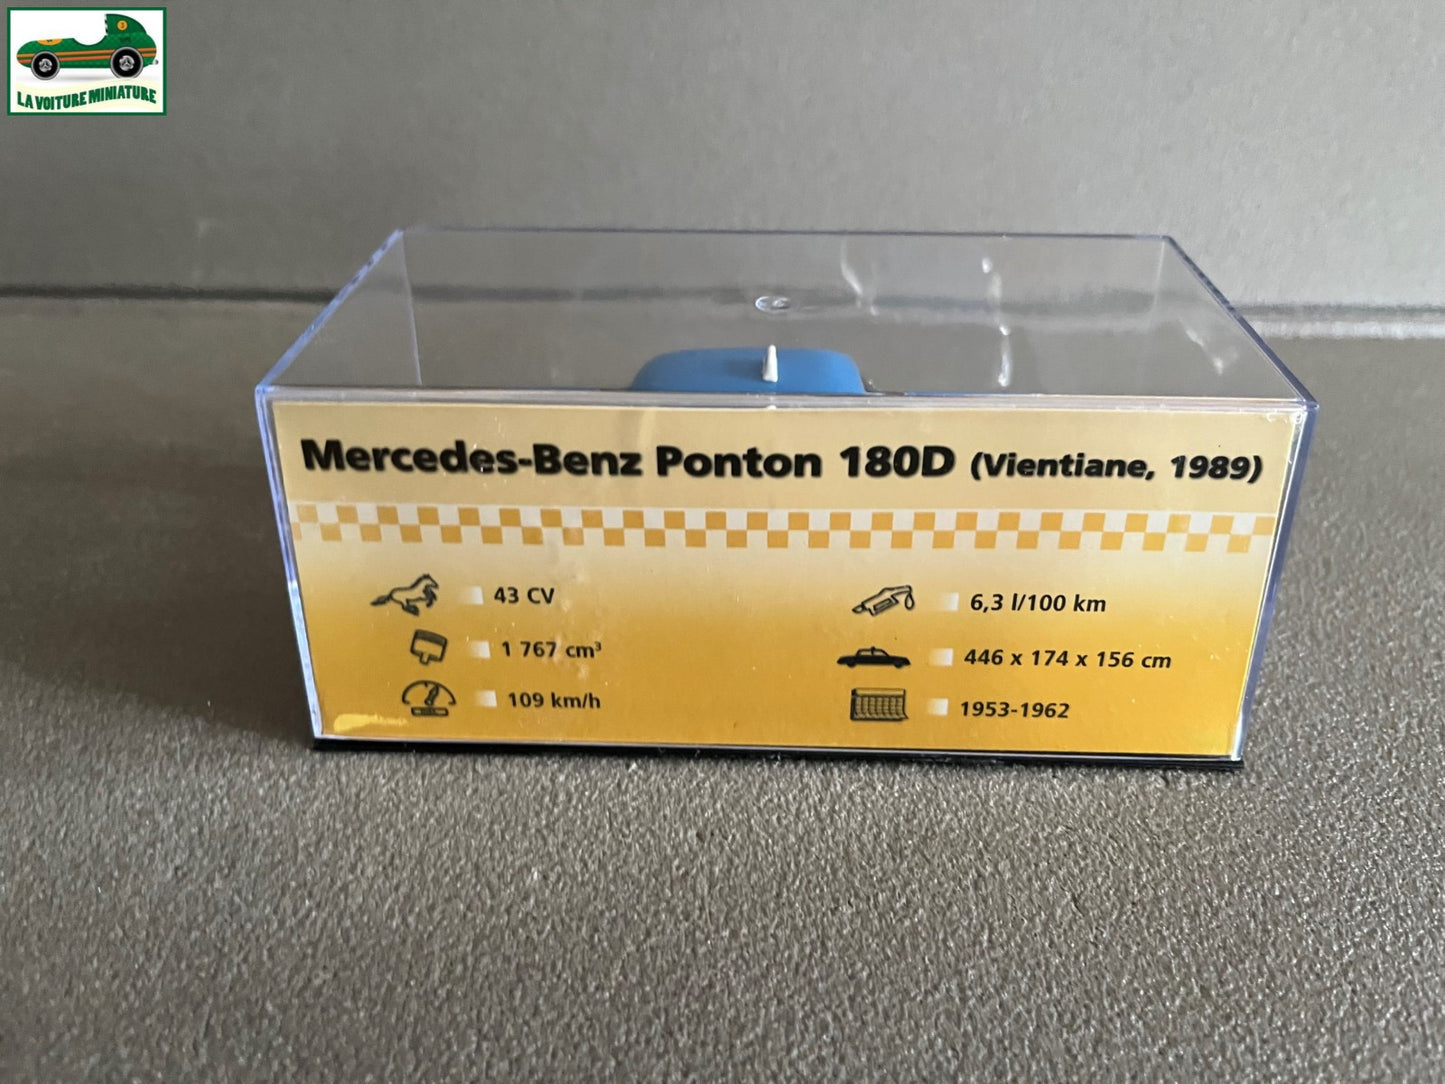 LA VOITURE MINIATURE
Mercedes-Benz Ponton 180D (Vientiane, 1989)
43 CV
6,3 l/100 km
1 767 cm³
446 x 174 x 156 cm
109 km/h
1953-1962